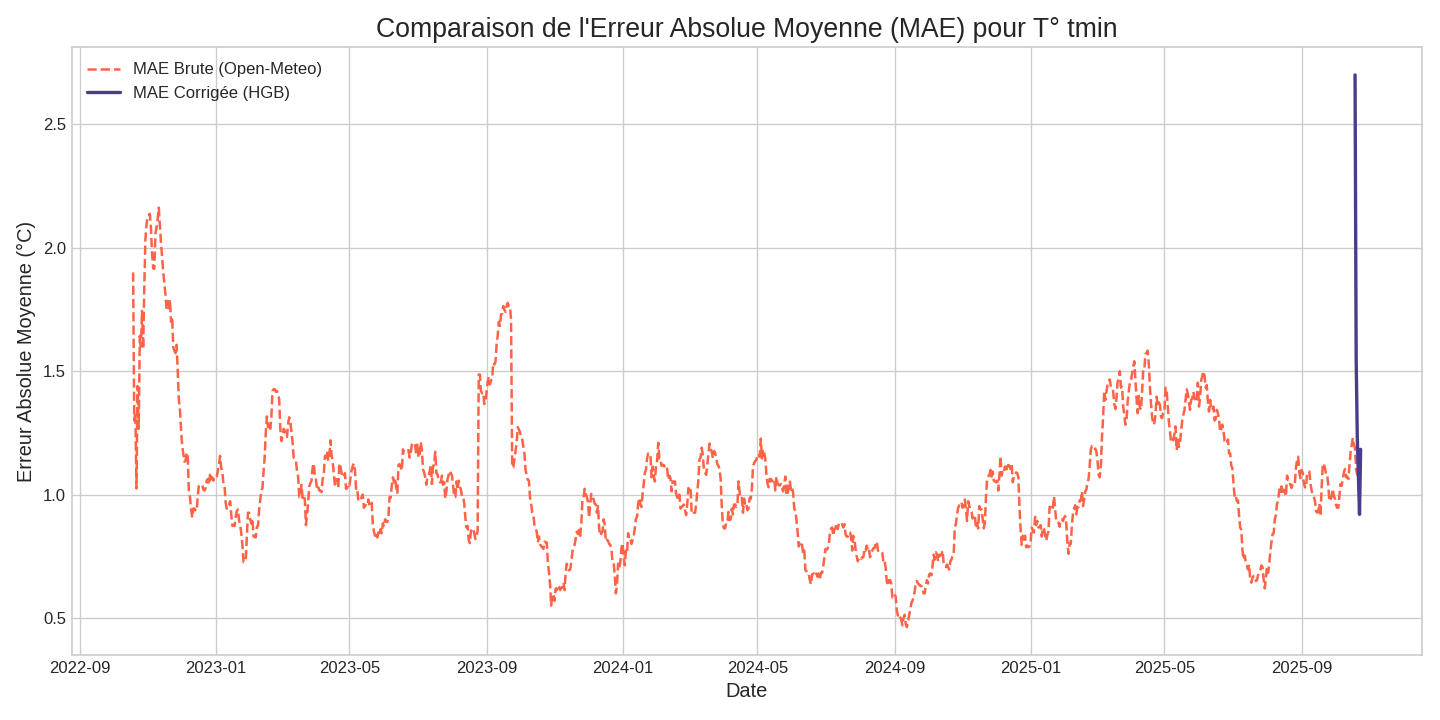 Comparaison de l'Erreur Absolue Moyenne (MAE) pour T° tmin
MAE Brute (Open-Meteo)
MAE Corrigée (HGB)
Erreur Absolue Moyenne (°C)
2.5
2.0
1.5
1.0
0.5
2022-09 2023-01 2023-05 2023-09 2024-01 2024-05 2024-09 2025-01 2025-05 2025-09
Date